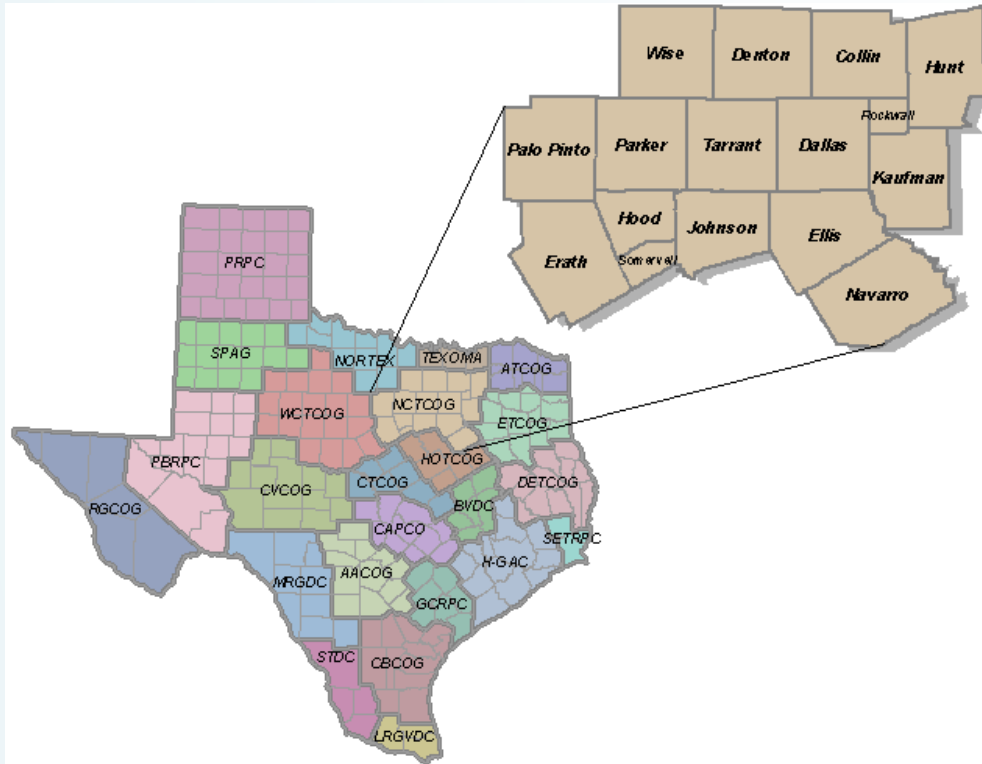 Wise
Denton
Collin
Hunt
Rockwall
Palo Pinto
Parker
Tarrant
Dallas
Kaufman
Hood
Johnson
Ellis
Erath
Somervell
Navarro
PRPC
SPAG
NORTEX
TEXOMA
ATCOG
WCTCOG
NCTCOG
ETCOG
PBRPC
HOTCOG
CVCOG
CTCOG
DETCOG
RGCOG
BVDC
CAPCO
SETRPC
H-GAC
MRGDC
AACOG
GCRPC
STDC
CBCOG
LRGVDC